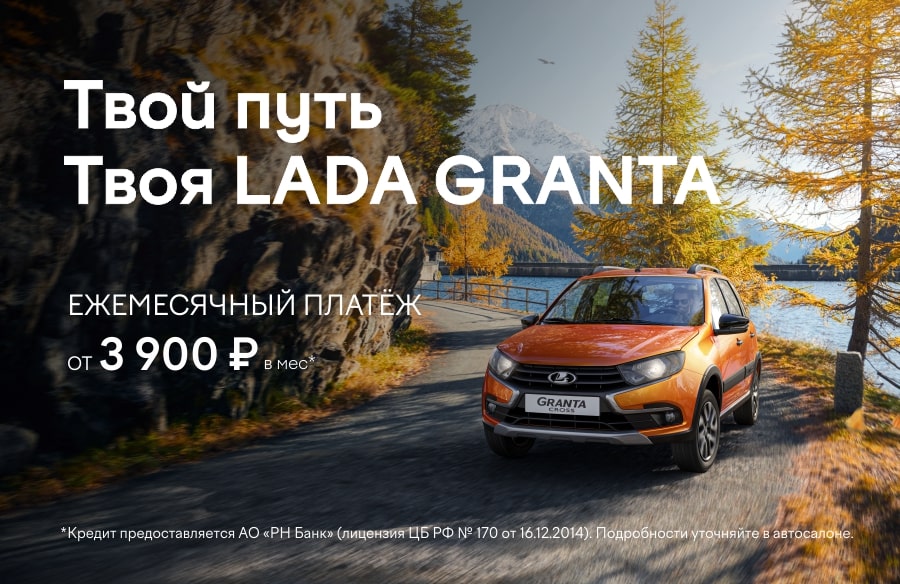 Твой путь
Твоя LADA GRANTA
ЕЖЕМЕСЯЧНЫЙ ПЛАТЁЖ
от 3 900 ₽ в мес*
GRANTA
CROSS
*Кредит предоставляется АО «РН Банк» (лицензия ЦБ РФ № 170 от 16.12.2014). Подробности уточняйте в автосалоне.